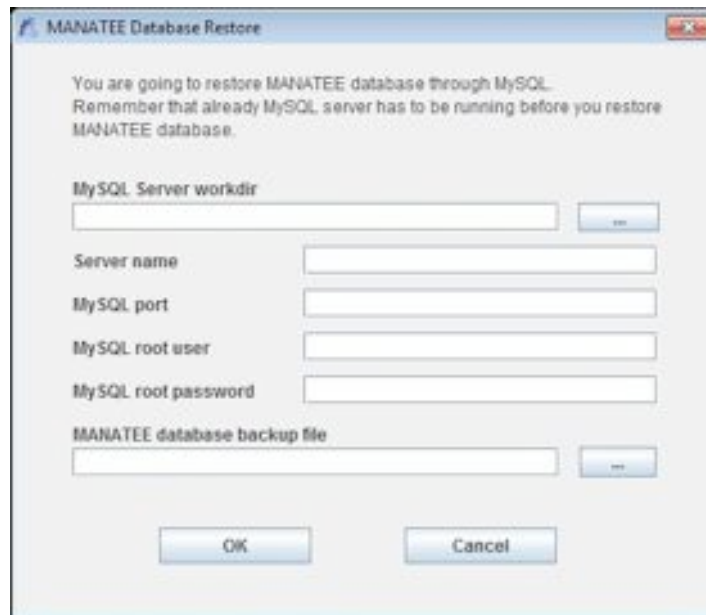 MANATEE Database Restore
You are going to restore MANATEE database through MySQL.
Remember that already MySQL server has to be running before you restore
MANATEE database.
MySQL Server workdir
...
Server name
MySQL port
MySQL root user
MySQL root password
MANATEE database backup file
...
OK
Cancel